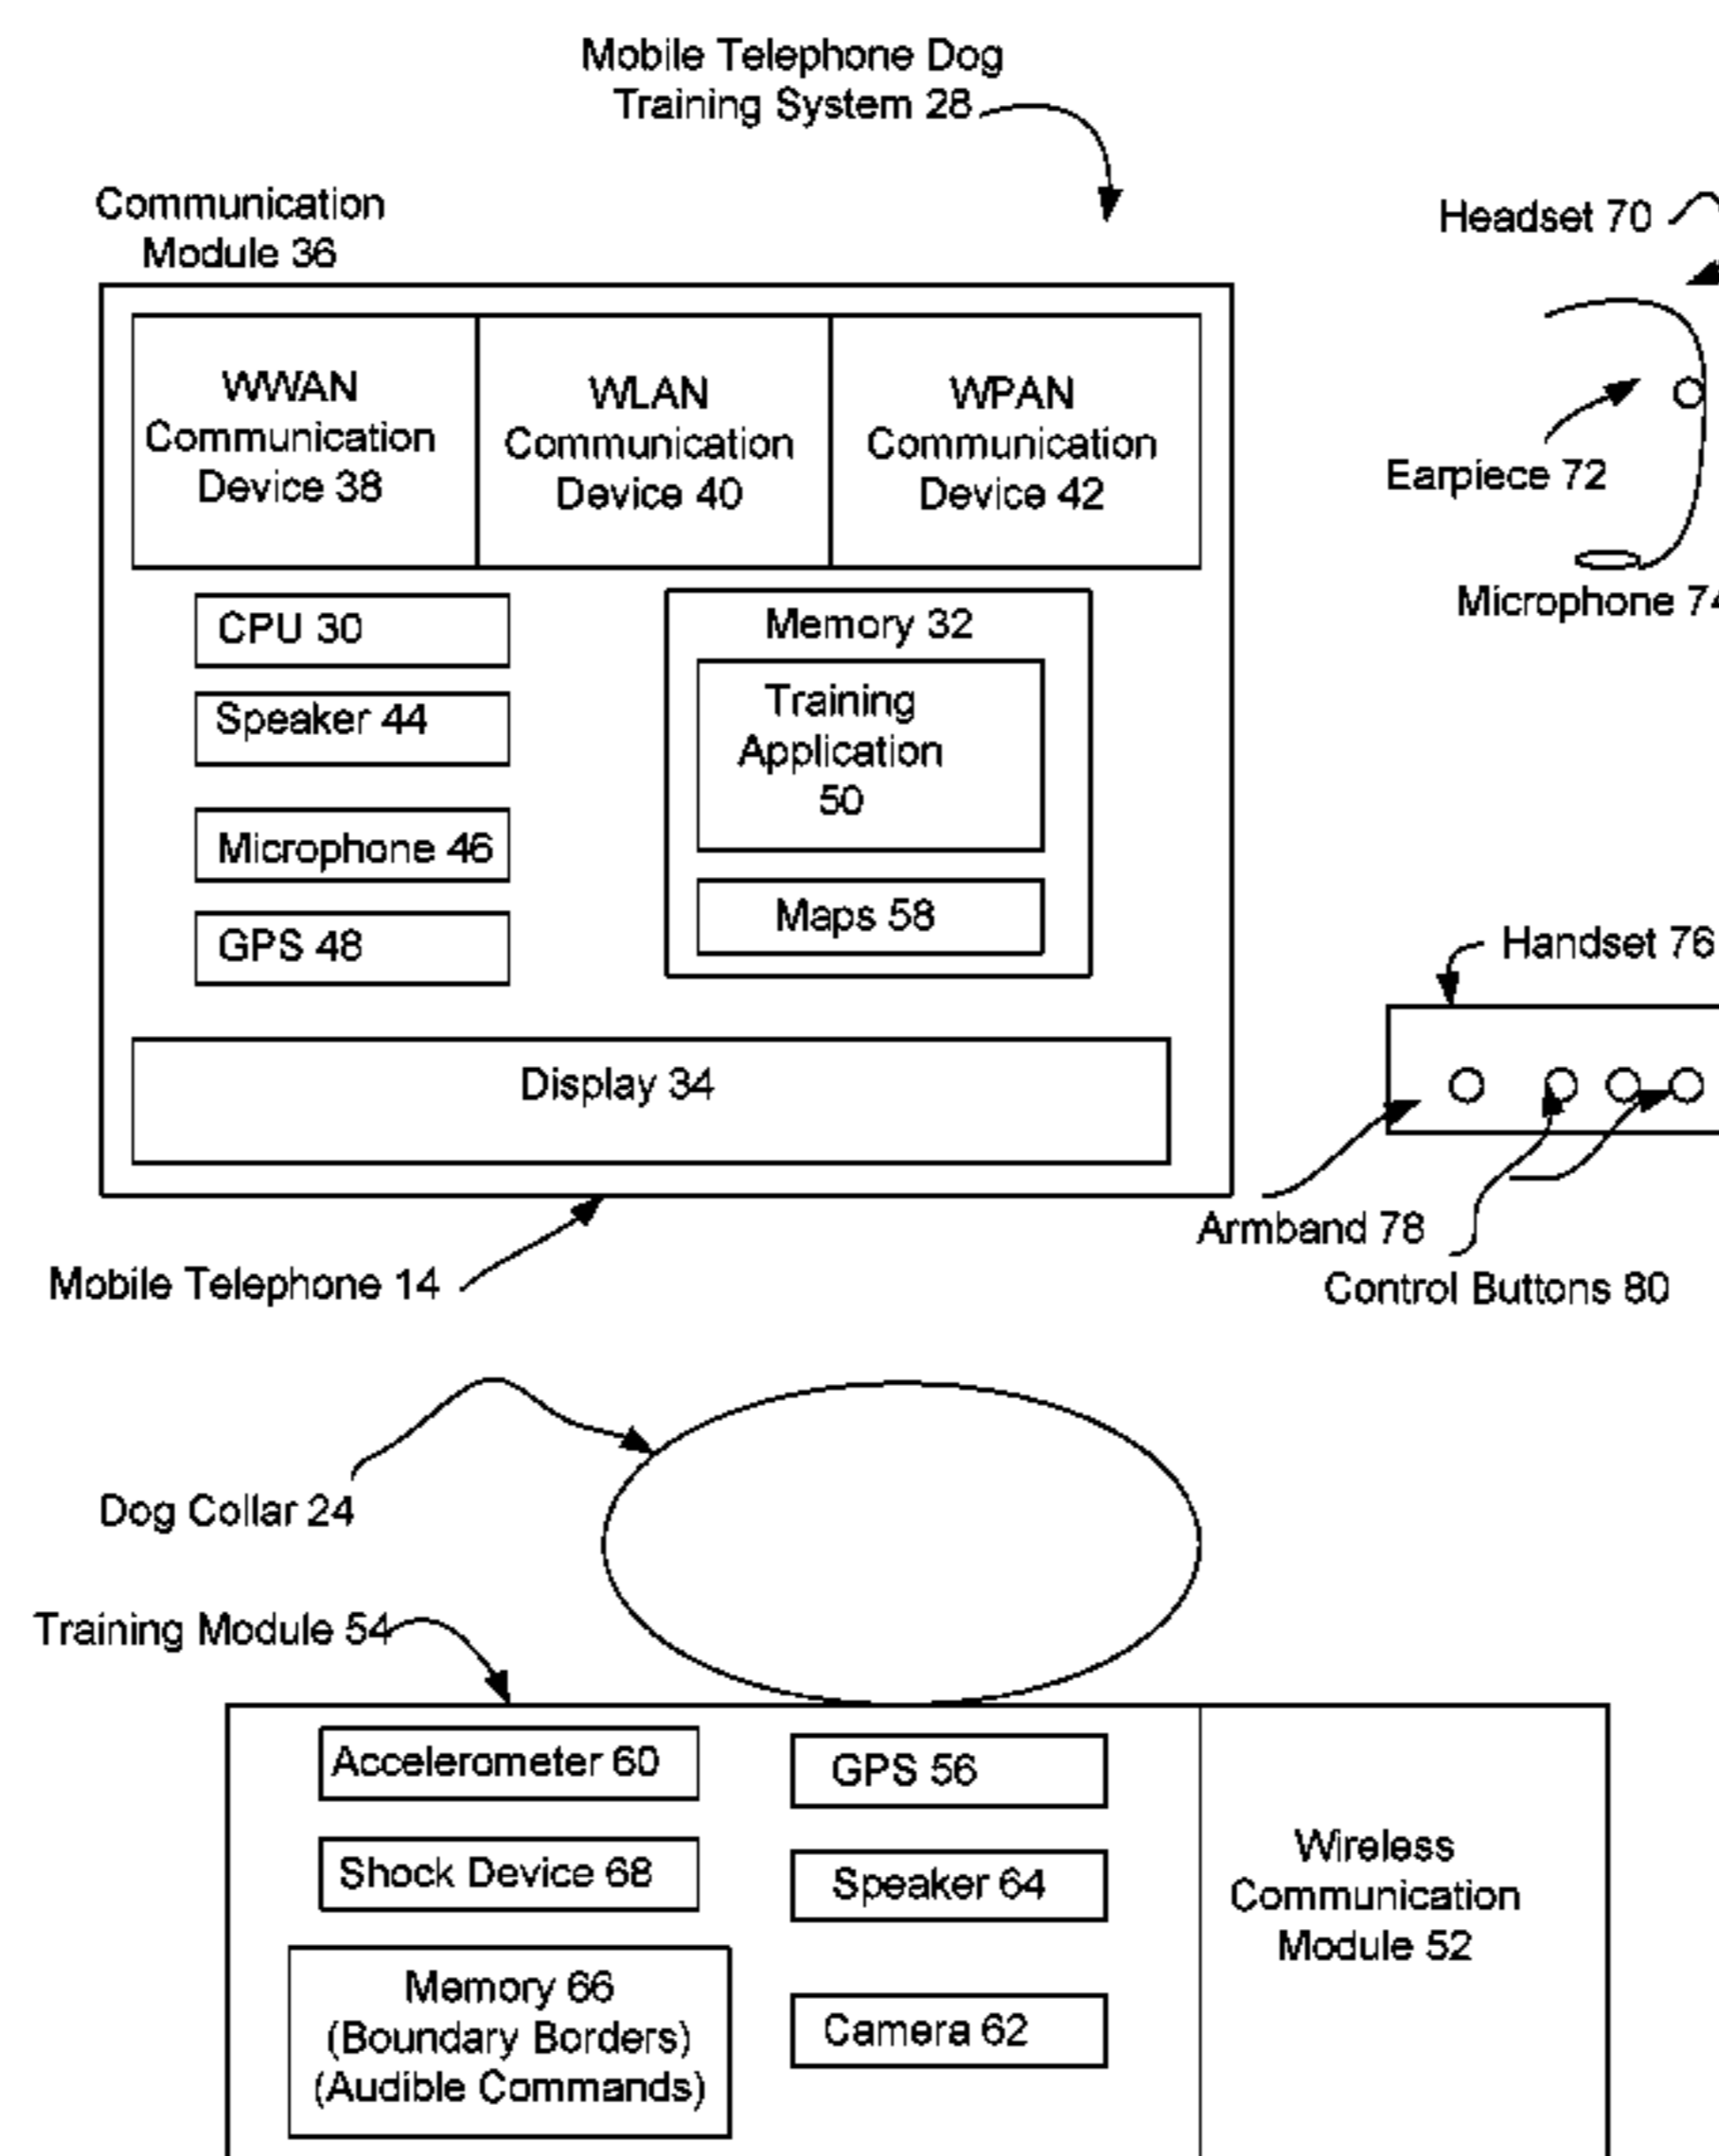 Mobile Telephone Dog
Training System 28
Communication
Module 36
Headset 70
WWAN
Communication
Device 38
WLAN
Communication
Device 40
WPAN
Communication
Device 42
Earpiece 72
Microphone 74
CPU 30
Speaker 44
Microphone 46
GPS 48
Memory 32
Training
Application
50
Maps 58
Handset 76
Display 34
Armband 78
Control Buttons 80
Mobile Telephone 14
Dog Collar 24
Training Module 54
Accelerometer 60
Shock Device 68
Memory 66
(Boundary Borders)
(Audible Commands)
GPS 56
Speaker 64
Camera 62
Wireless
Communication
Module 52